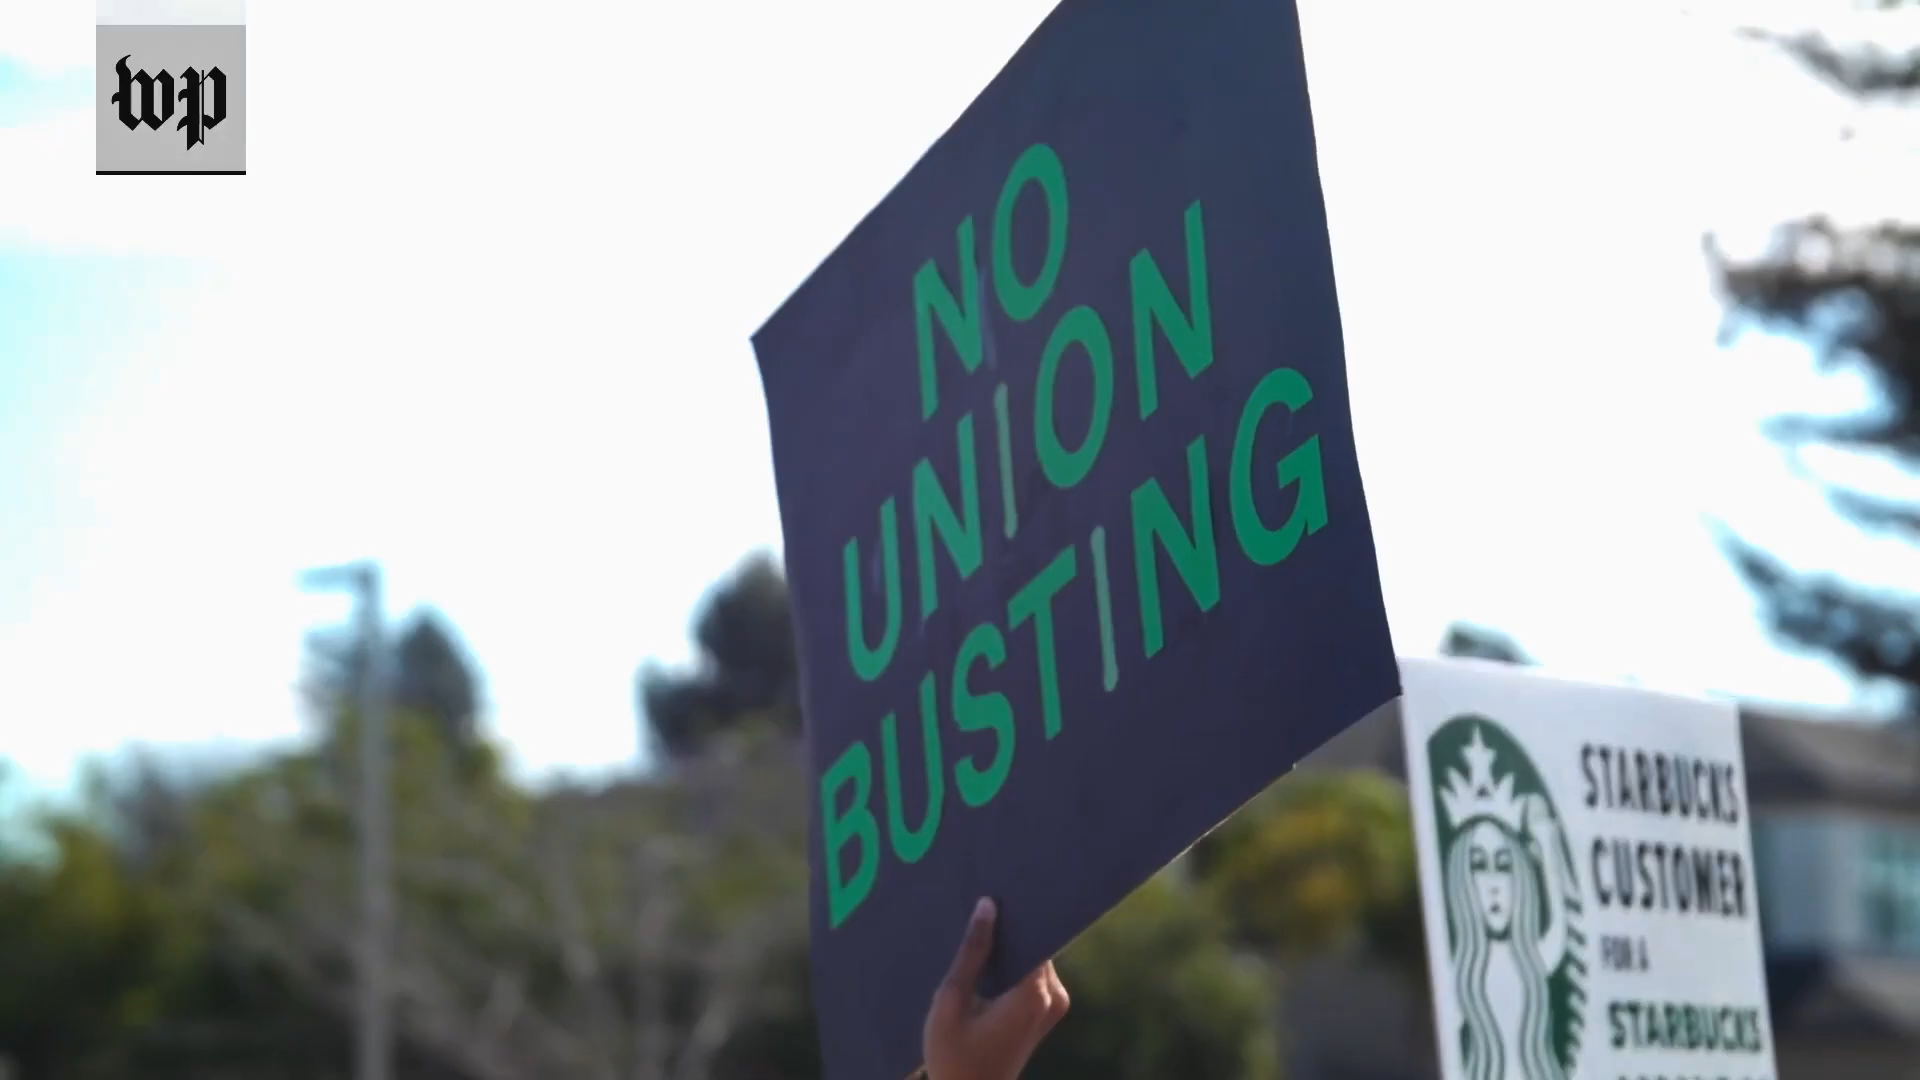 wp
NO
UNION
BUSTING
STARBUCKS
CUSTOMER
FOR A
STARBUCKS